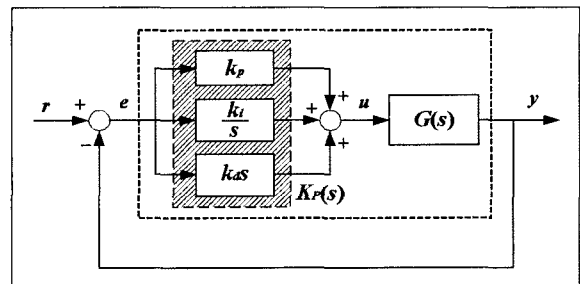 k_p
+
r
+
e
k_i
s
+
u
G(s)
y
−
+
k_d s
K_P(s)